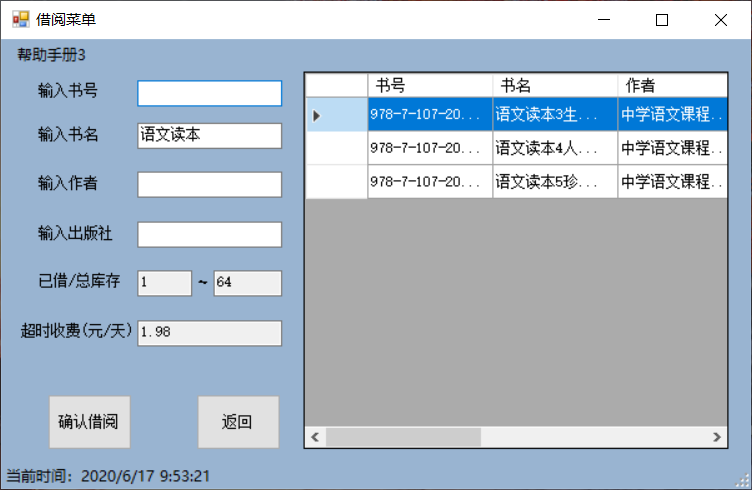 借阅菜单
帮助手册3
输入书号
输入书名 语文读本
输入作者
输入出版社
已借/总库存 1 ~ 64
超时收费(元/天) 1.98
确认借阅 返回
书号 书名 作者
978-7-107-20... 语文读本3生... 中学语文课程...
978-7-107-20... 语文读本4人... 中学语文课程...
978-7-107-20... 语文读本5珍... 中学语文课程...
当前时间: 2020/6/17 9:53:21